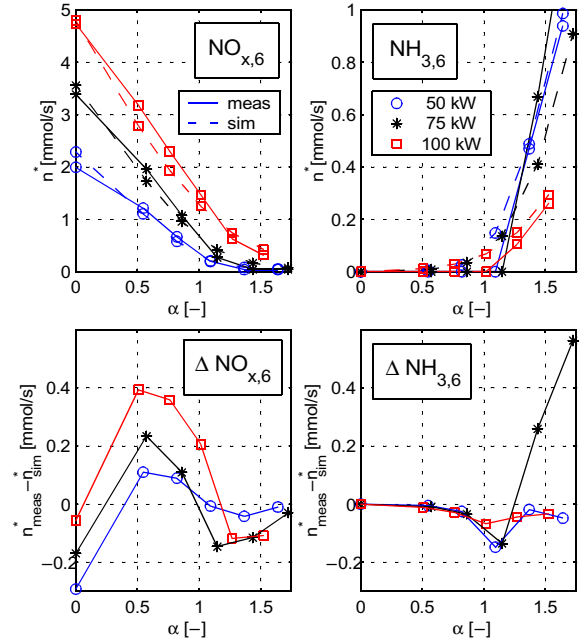 NOx,6
meas
sim
n* [mmol/s]
5
4
3
2
1
0
0
0.5
1
1.5
α [−]
NH3,6
50 kW
75 kW
100 kW
n* [mmol/s]
1
0.8
0.6
0.4
0.2
0
0
0.5
1
1.5
α [−]
Δ NOx,6
n*meas−n*sim [mmol/s]
0.4
0.2
0
−0.2
0
0.5
1
1.5
α [−]
Δ NH3,6
n*meas−n*sim [mmol/s]
0.4
0.2
0
−0.2
0
0.5
1
1.5
α [−]